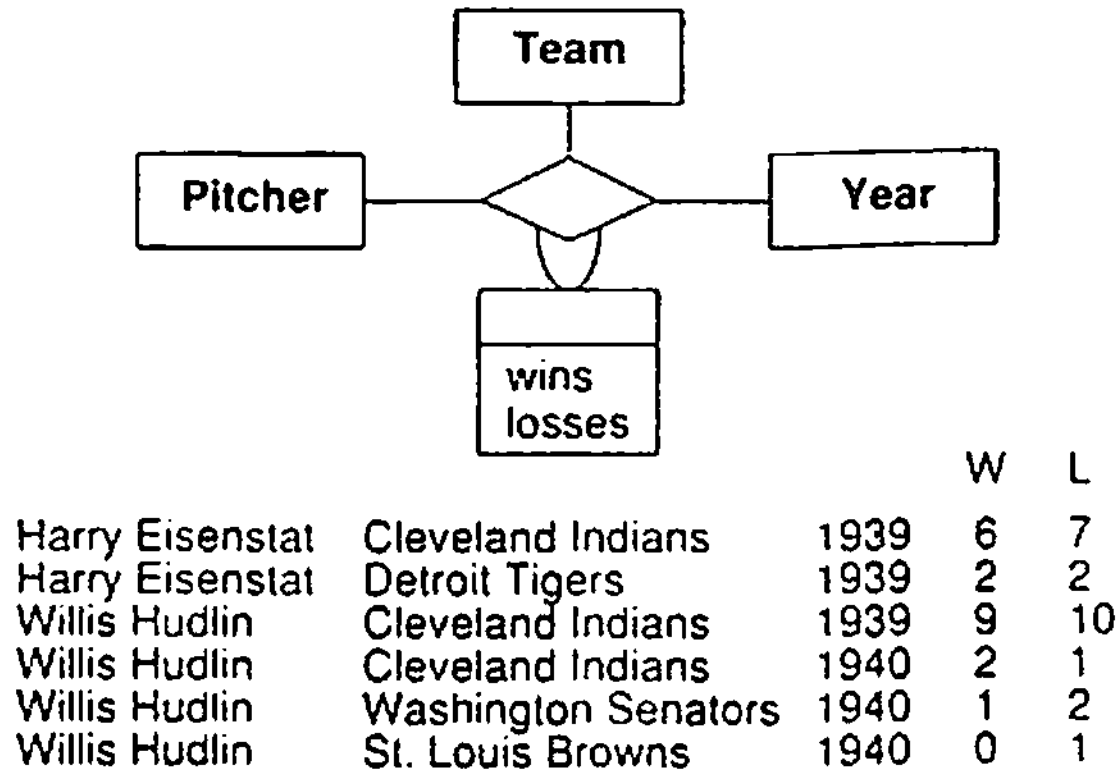 Team
Pitcher
Year
wins
losses
W L
Harry Eisenstat Cleveland Indians 1939 6 7
Harry Eisenstat Detroit Tigers 1939 2 2
Willis Hudlin Cleveland Indians 1939 9 10
Willis Hudlin Cleveland Indians 1940 2 1
Willis Hudlin Washington Senators 1940 1 2
Willis Hudlin St. Louis Browns 1940 0 1